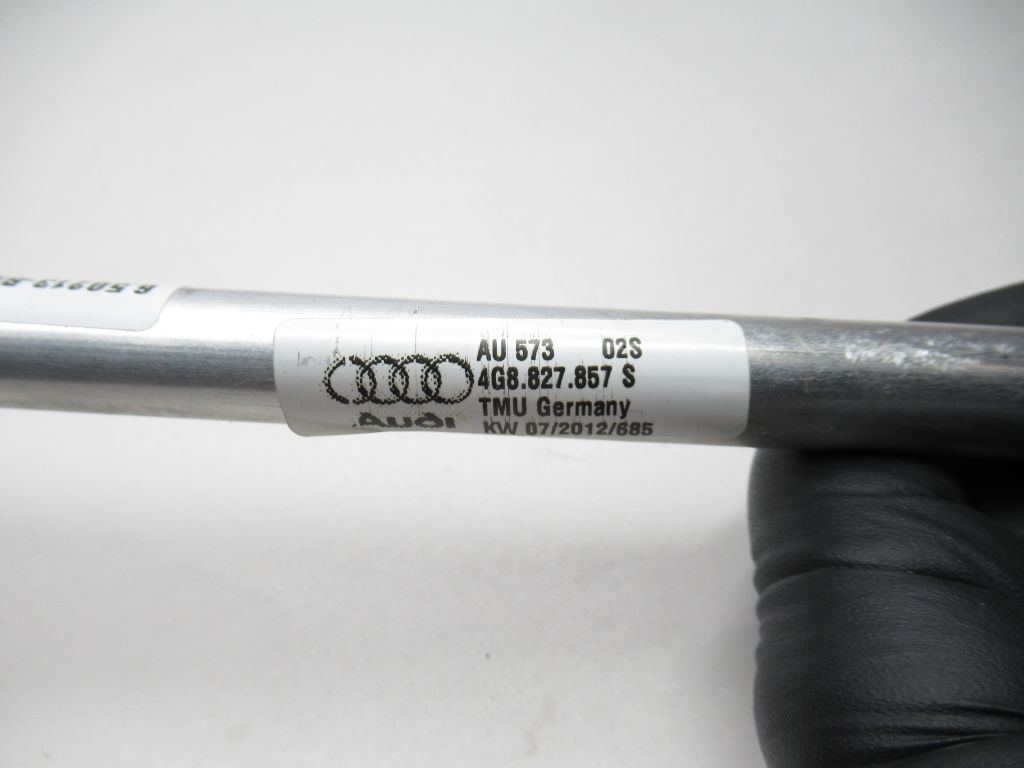 AU 573 02S
4G8.827.857 S
TMU Germany
KW 07/2012/685
Audi